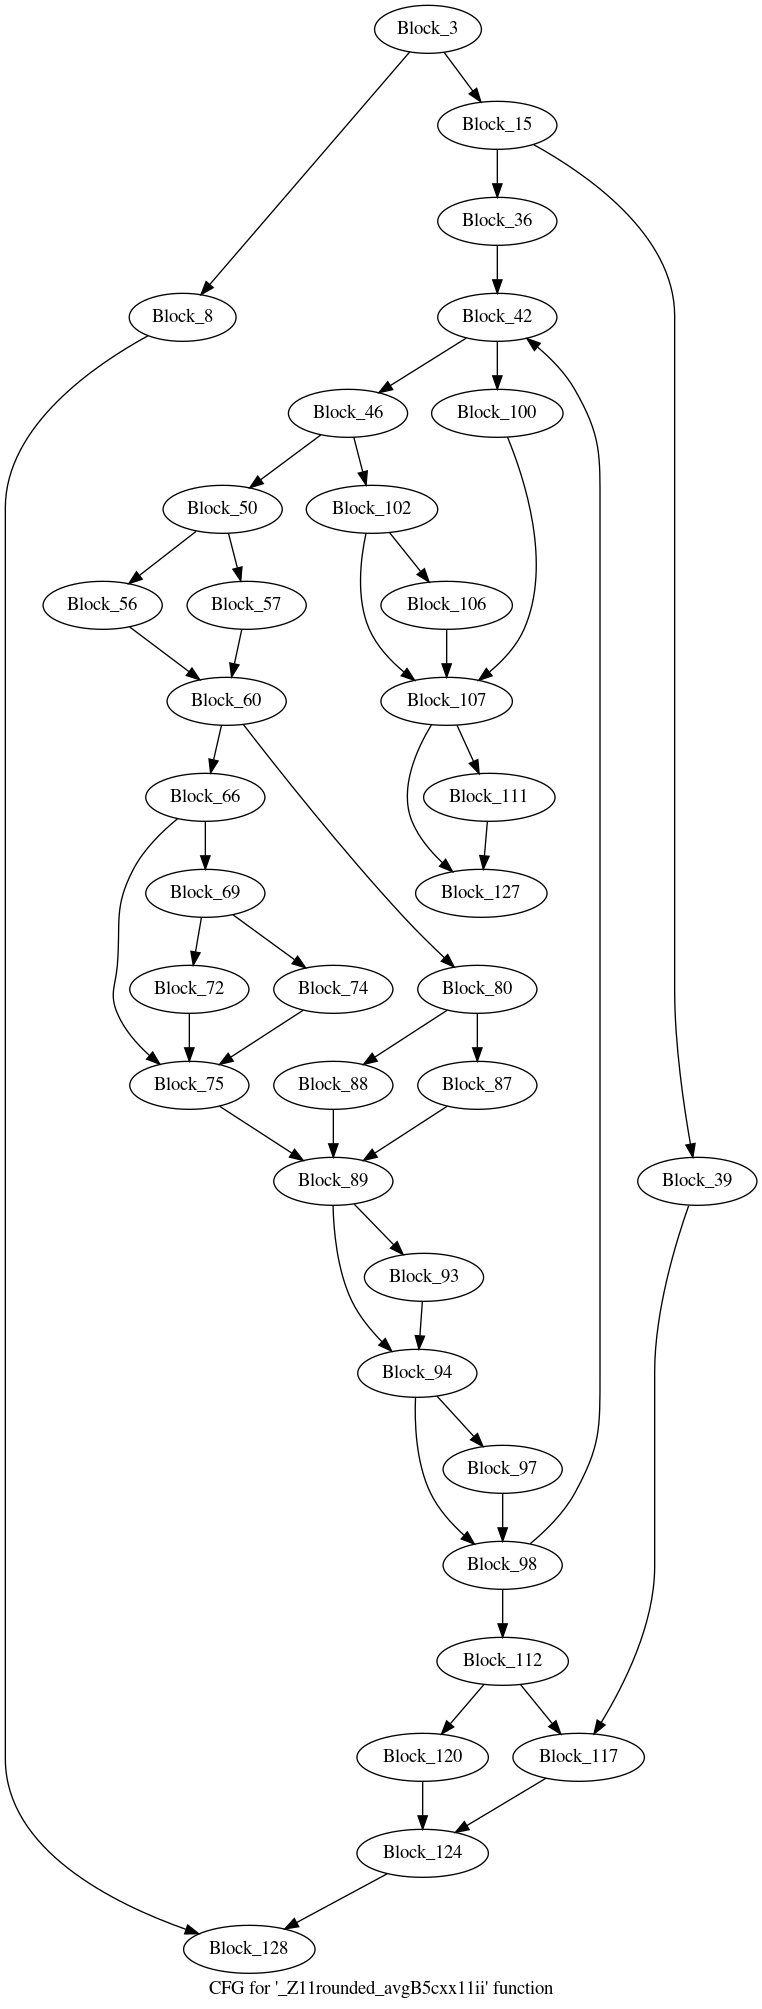 Block_3
Block_15
Block_36
Block_8
Block_42
Block_46
Block_100
Block_50
Block_102
Block_56
Block_57
Block_106
Block_60
Block_107
Block_66
Block_111
Block_69
Block_127
Block_72
Block_74
Block_80
Block_75
Block_88
Block_87
Block_89
Block_39
Block_93
Block_94
Block_97
Block_98
Block_112
Block_120
Block_117
Block_124
Block_128
CFG for '_Z11rounded_avgB5cxx11ii' function